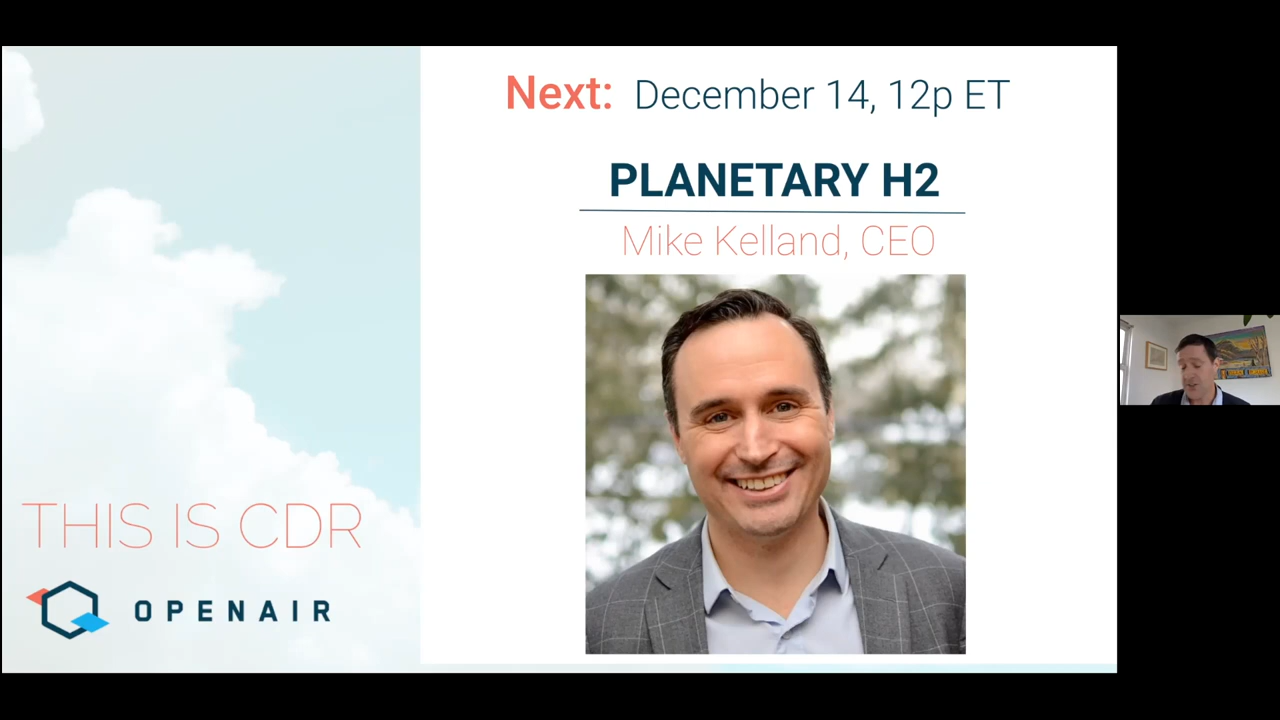 Next: December 14, 12p ET
PLANETARY H2
Mike Kelland, CEO
THIS IS CDR
OPENAIR